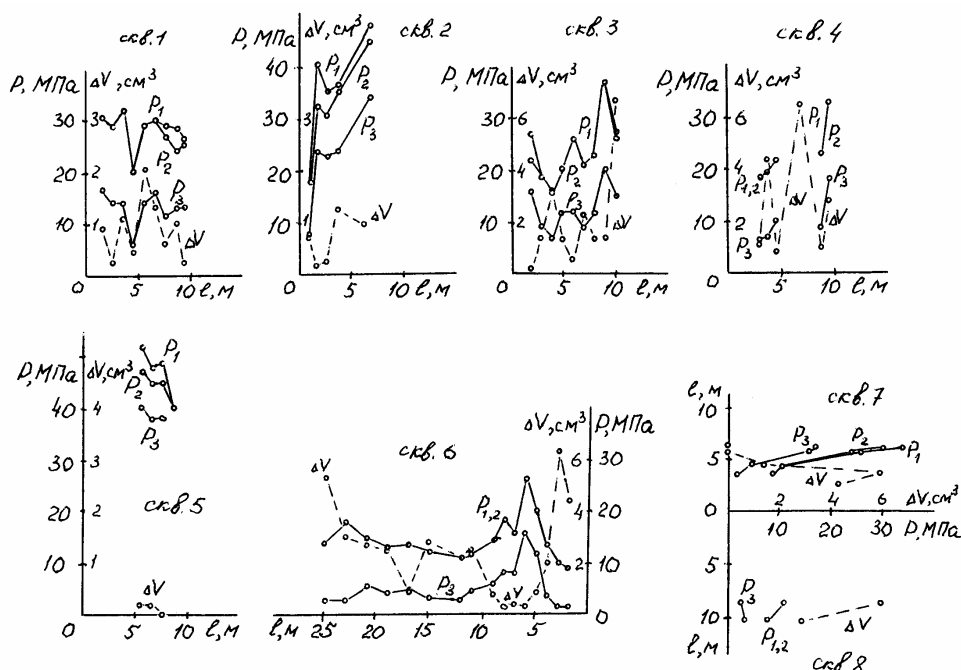 скв.1
P, МПа ΔV, см³
30 3
20 2
10 1
0 5 10 l, м
P₁
P₂
P₃
ΔV
скв. 2
P, МПа ΔV, см³
40
30 3
20 2
10 1
0 5 10 l, м
P₁
P₂
P₃
ΔV
скв. 3
P, МПа ΔV, см³
30 6
20 4
10 2
0 5 10 l, м
P₁
P₂
P₃
ΔV
скв. 4
P, МПа ΔV, см³
30 6
20 4
10 2
0 5 10 l, м
P₁
P₂
P₁,₂
P₃
P₃
ΔV
ΔV
скв.5
P, МПа ΔV, см³
40 4
30 3
20 2
10 1
0 5 10 l, м
P₁
P₂
P₃
скв. 6
ΔV, см³ P, МПа
6 30
4 20
2 10
0
l, м 25 20 15 10 5
ΔV
P₁,₂
P₃
ΔV
скв.7
l, м
10
5
0
2 4 6 ΔV, см³
10 20 30 P, МПа
P₃
P₂
P₁
ΔV
5
10
l, м
P₃
P₁,₂
ΔV
скв 8